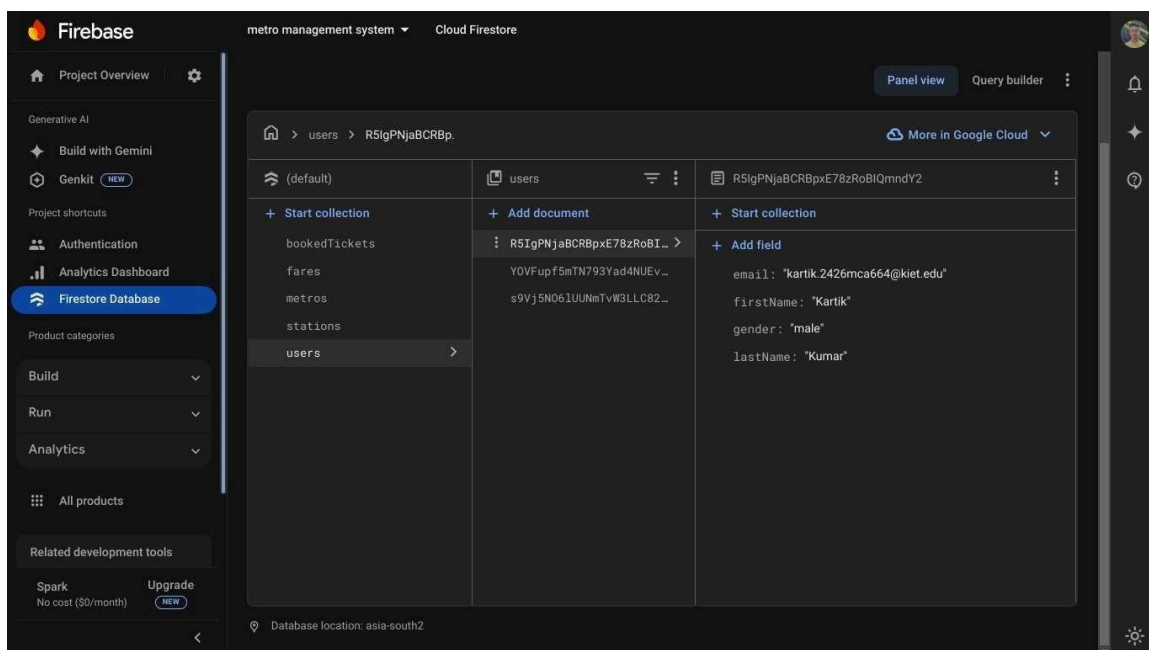 Firebase
metro management system
Cloud Firestore
Project Overview
Panel view
Query builder
Generative AI
Build with Gemini
Genkit NEW
Project shortcuts
Authentication
Analytics Dashboard
Firestore Database
Product categories
Build
Run
Analytics
All products
Related development tools
Spark
No cost ($0/month)
Upgrade
NEW
> users > R5IgPNjaBCRBp.
More in Google Cloud
(default)
+ Start collection
bookedTickets
fares
metros
stations
users
users
+ Add document
R5IgPNjaBCRBpxE78zRoBI…
YOVFupf5mTN793Yad4NUEv…
s9Vj5NO6lUUNmTvW3LLC82…
R5IgPNjaBCRBpxE78zRoBIQmndY2
+ Start collection
+ Add field
email: "kartik.2426mca664@kiet.edu"
firstName: "Kartik"
gender: "male"
lastName: "Kumar"
Database location: asia-south2